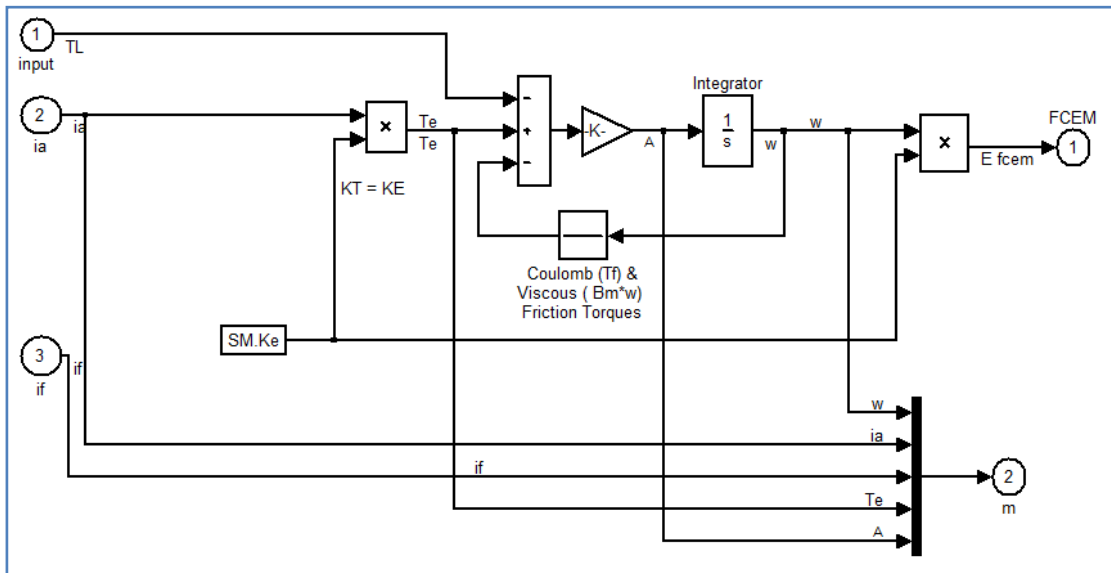 1
TL
input
2
ia
ia
×
Te
Te
KT = KE
-
+
-
-K-
A
Integrator
1
s
w
w
×
FCEM
1
E fcem
Coulomb (Tf) &
Viscous ( Bm*w)
Friction Torques
SM.Ke
3
if
if
w
ia
if
Te
A
2
m